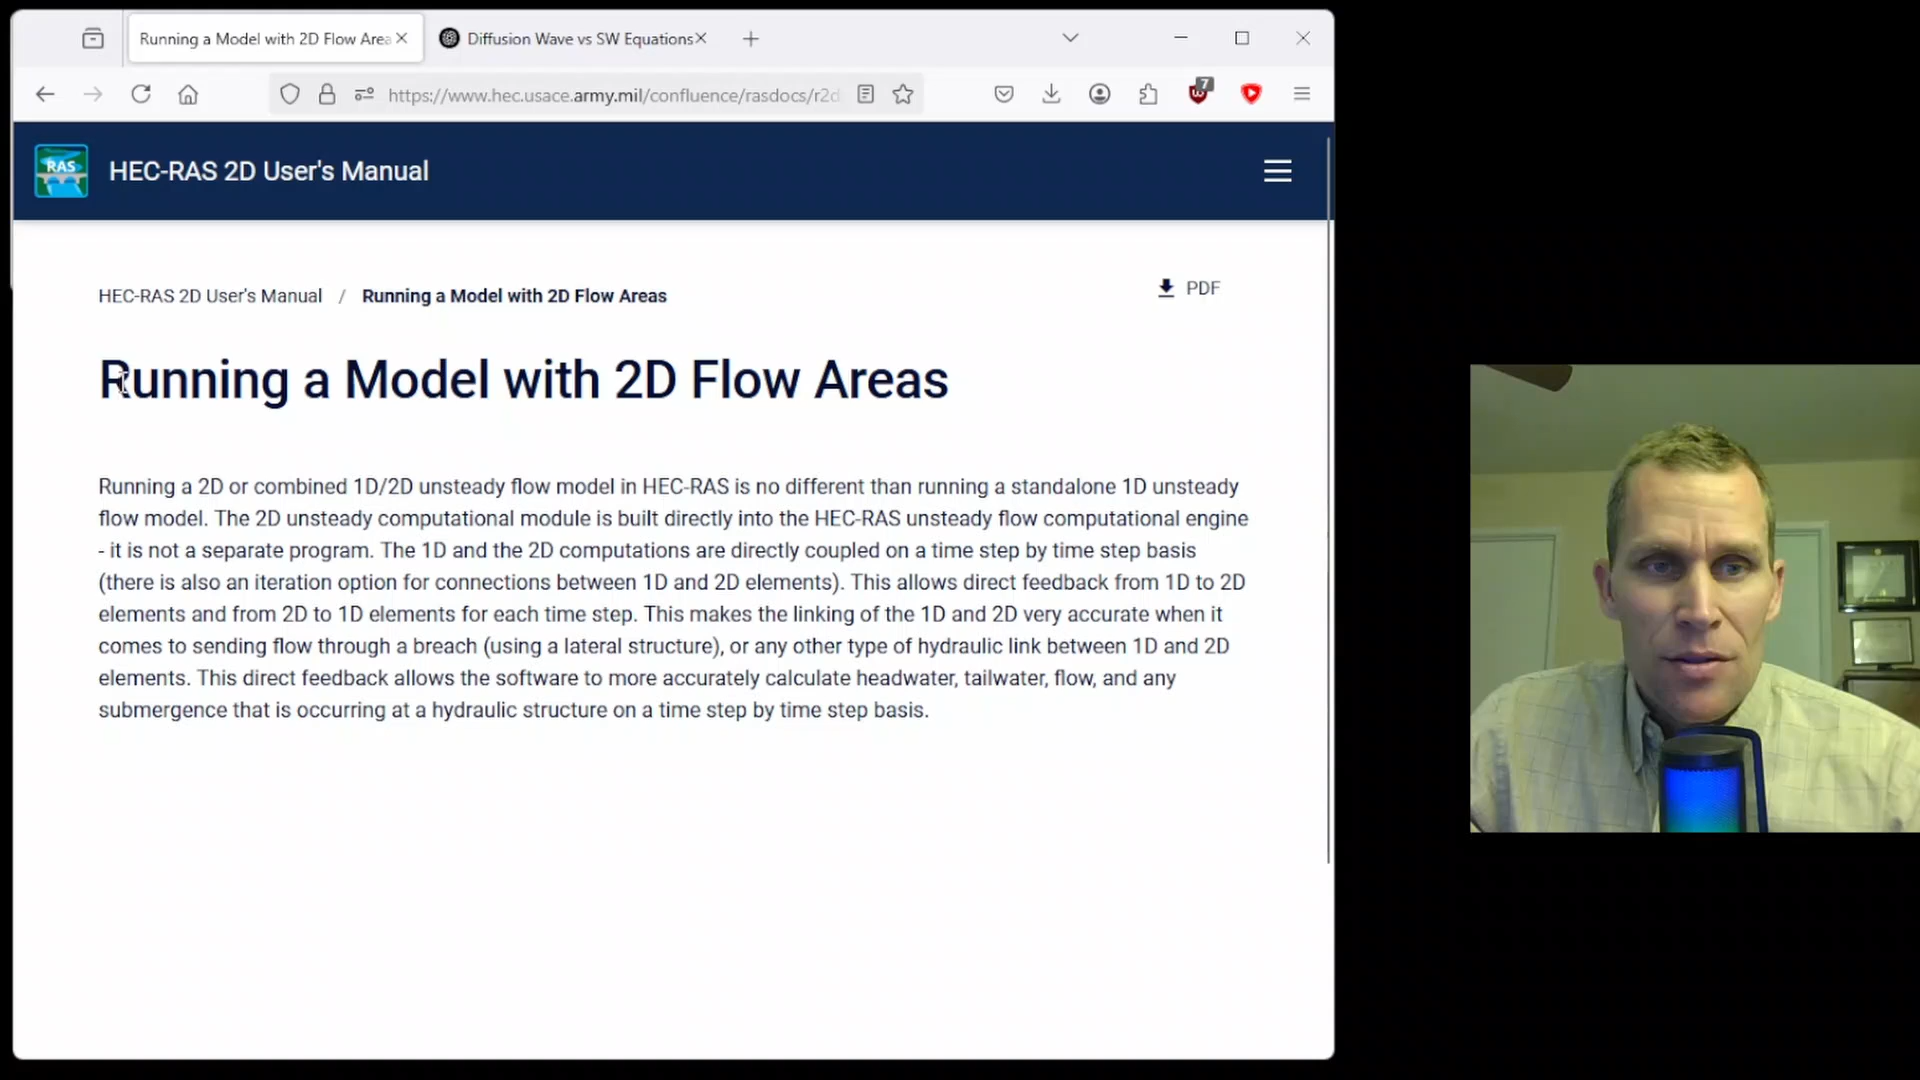 Running a Model with 2D Flow Area
Diffusion Wave vs SW Equations
https://www.hec.usace.army.mil/confluence/rasdocs/r2d
7
RAS
HEC-RAS 2D User's Manual
HEC-RAS 2D User's Manual / Running a Model with 2D Flow Areas
PDF
Running a Model with 2D Flow Areas
Running a 2D or combined 1D/2D unsteady flow model in HEC-RAS is no different than running a standalone 1D unsteady
flow model. The 2D unsteady computational module is built directly into the HEC-RAS unsteady flow computational engine
- it is not a separate program. The 1D and the 2D computations are directly coupled on a time step by time step basis
(there is also an iteration option for connections between 1D and 2D elements). This allows direct feedback from 1D to 2D
elements and from 2D to 1D elements for each time step. This makes the linking of the 1D and 2D very accurate when it
comes to sending flow through a breach (using a lateral structure), or any other type of hydraulic link between 1D and 2D
elements. This direct feedback allows the software to more accurately calculate headwater, tailwater, flow, and any
submergence that is occurring at a hydraulic structure on a time step by time step basis.